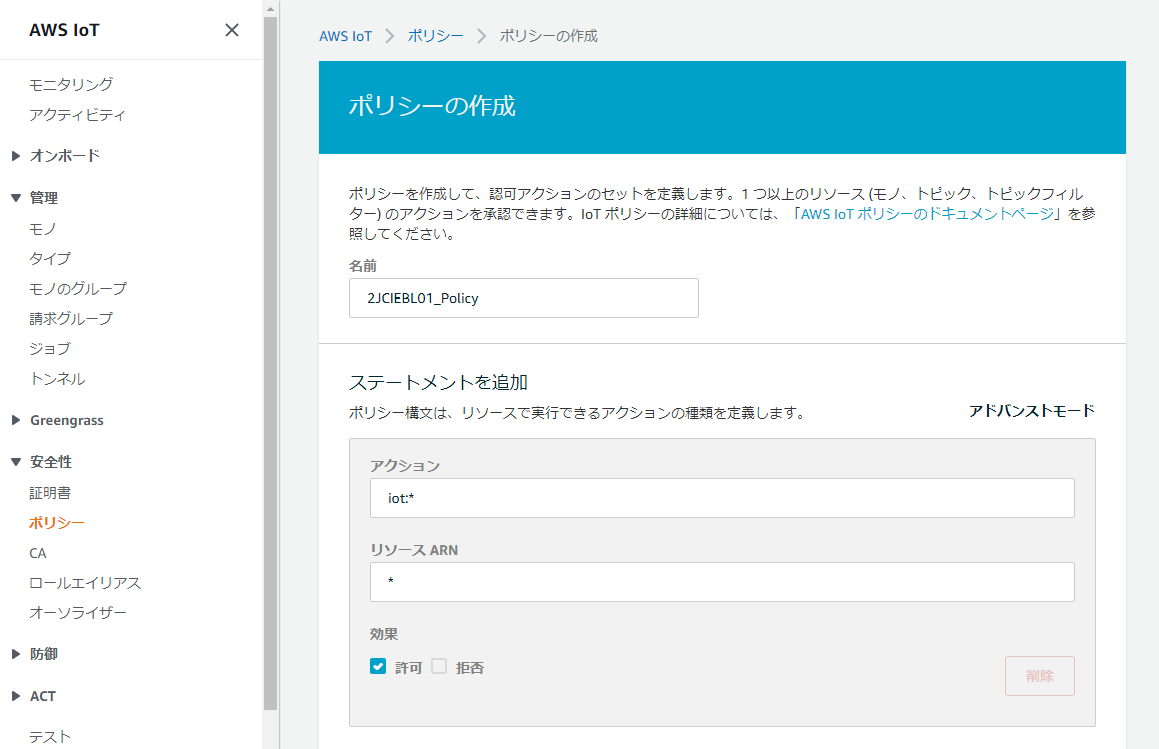 AWS IoT
モニタリング
アクティビティ
オンボード
管理
モノ
タイプ
モノのグループ
請求グループ
ジョブ
トンネル
Greengrass
安全性
証明書
ポリシー
CA
ロールエイリアス
オーソライザー
防御
ACT
テスト
AWS IoT ポリシー ポリシーの作成
ポリシーの作成
ポリシーを作成して、認可アクションのセットを定義します。1 つ以上のリソース (モノ、トピック、トピックフィル
ター) のアクションを承認できます。IoT ポリシーの詳細については、「AWS IoT ポリシーのドキュメントページ」を参
照してください。
名前
2JCIEBL01_Policy
ステートメントを追加
ポリシー構文は、リソースで実行できるアクションの種類を定義します。
アドバンストモード
アクション
iot:*
リソース ARN
*
効果
許可 拒否
削除